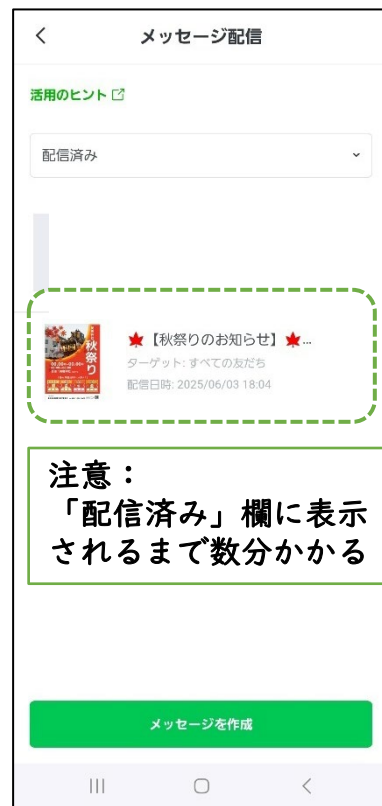 メッセージ配信
活用のヒント
配信済み
秋祭り
🍁【秋祭りのお知らせ】🍁...
ターゲット: すべての友だち
配信日時: 2025/06/03 18:04
注意：
「配信済み」欄に表示
されるまで数分かかる
メッセージを作成